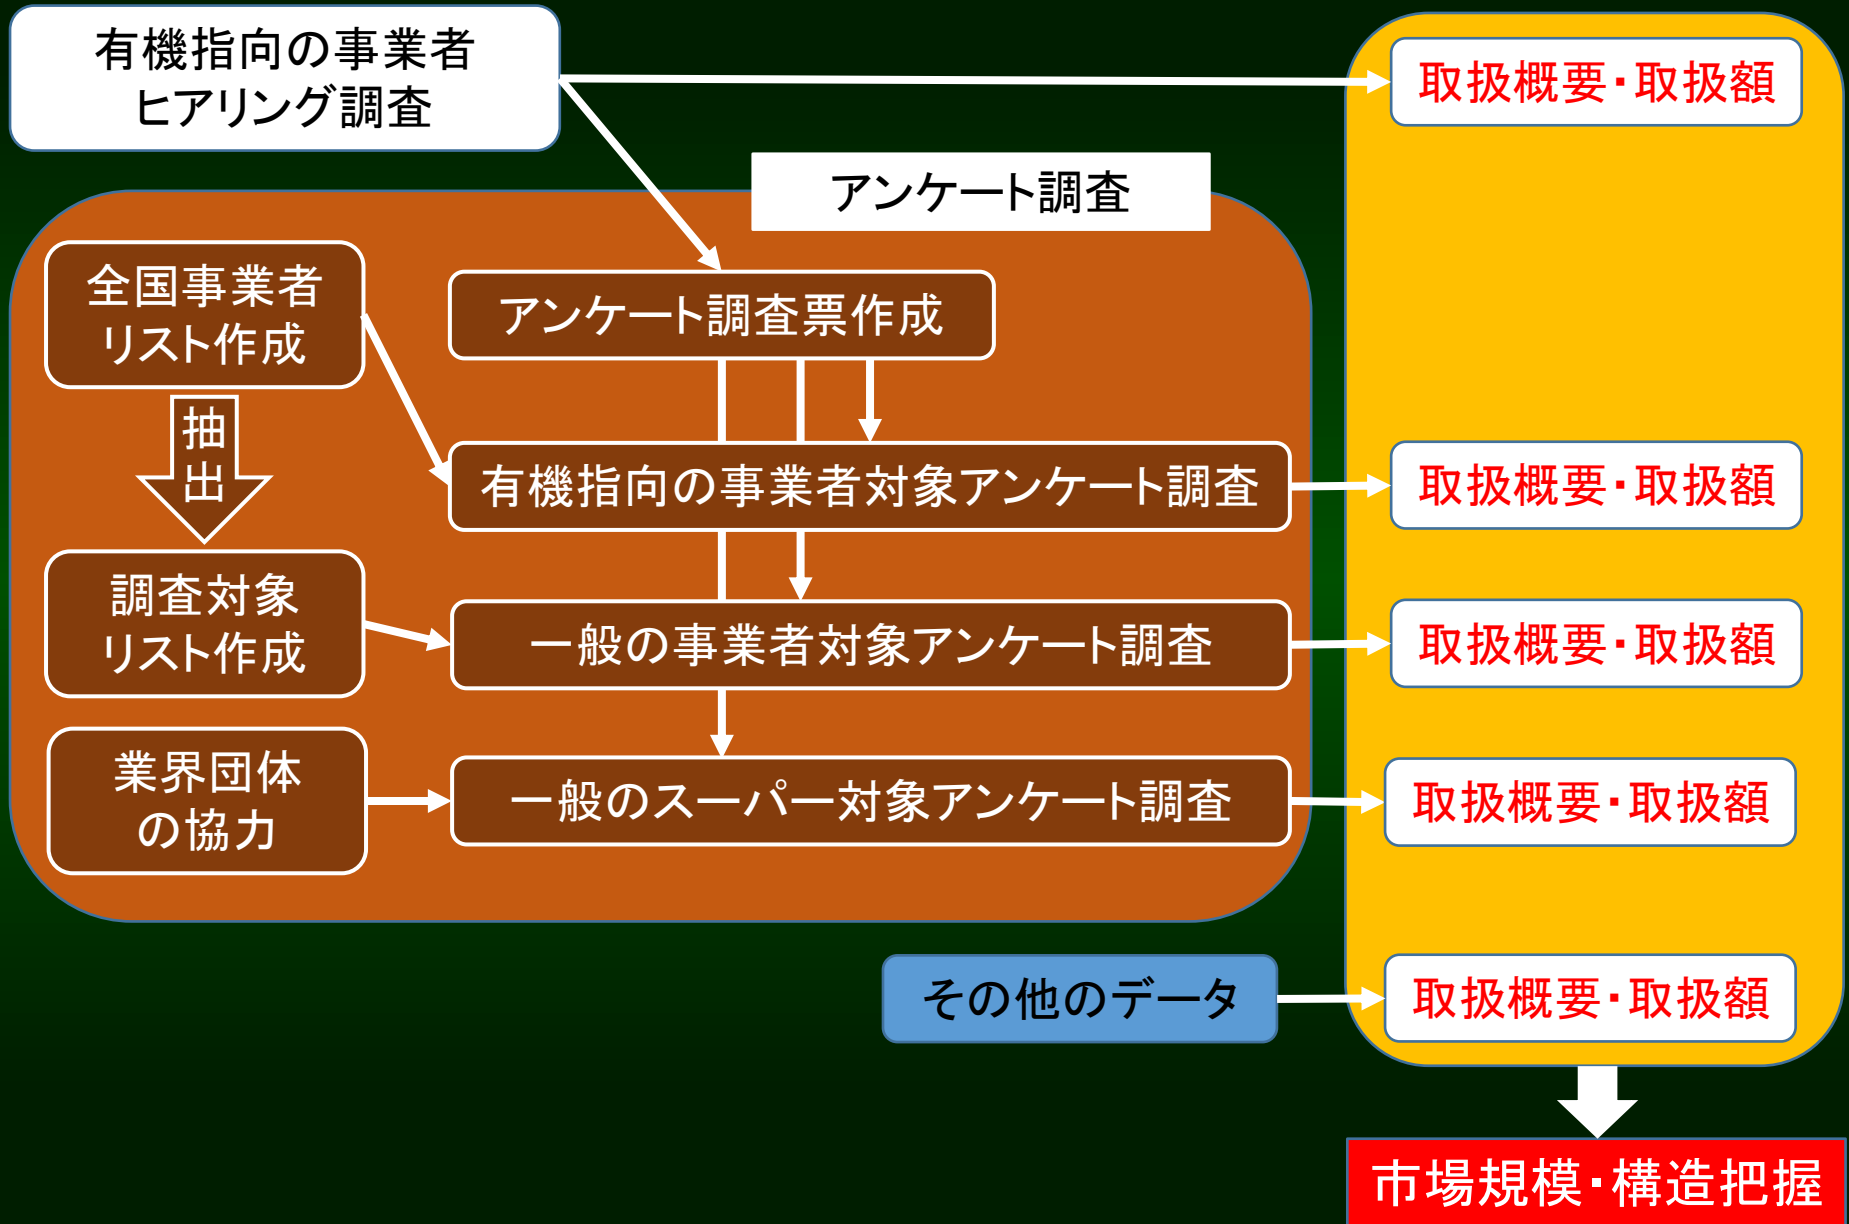 有機指向の事業者
ヒアリング調査
取扱概要・取扱額
アンケート調査
全国事業者
リスト作成
アンケート調査票作成
抽
出
有機指向の事業者対象アンケート調査
取扱概要・取扱額
調査対象
リスト作成
一般の事業者対象アンケート調査
取扱概要・取扱額
業界団体
の協力
一般のスーパー対象アンケート調査
取扱概要・取扱額
その他のデータ
取扱概要・取扱額
市場規模・構造把握